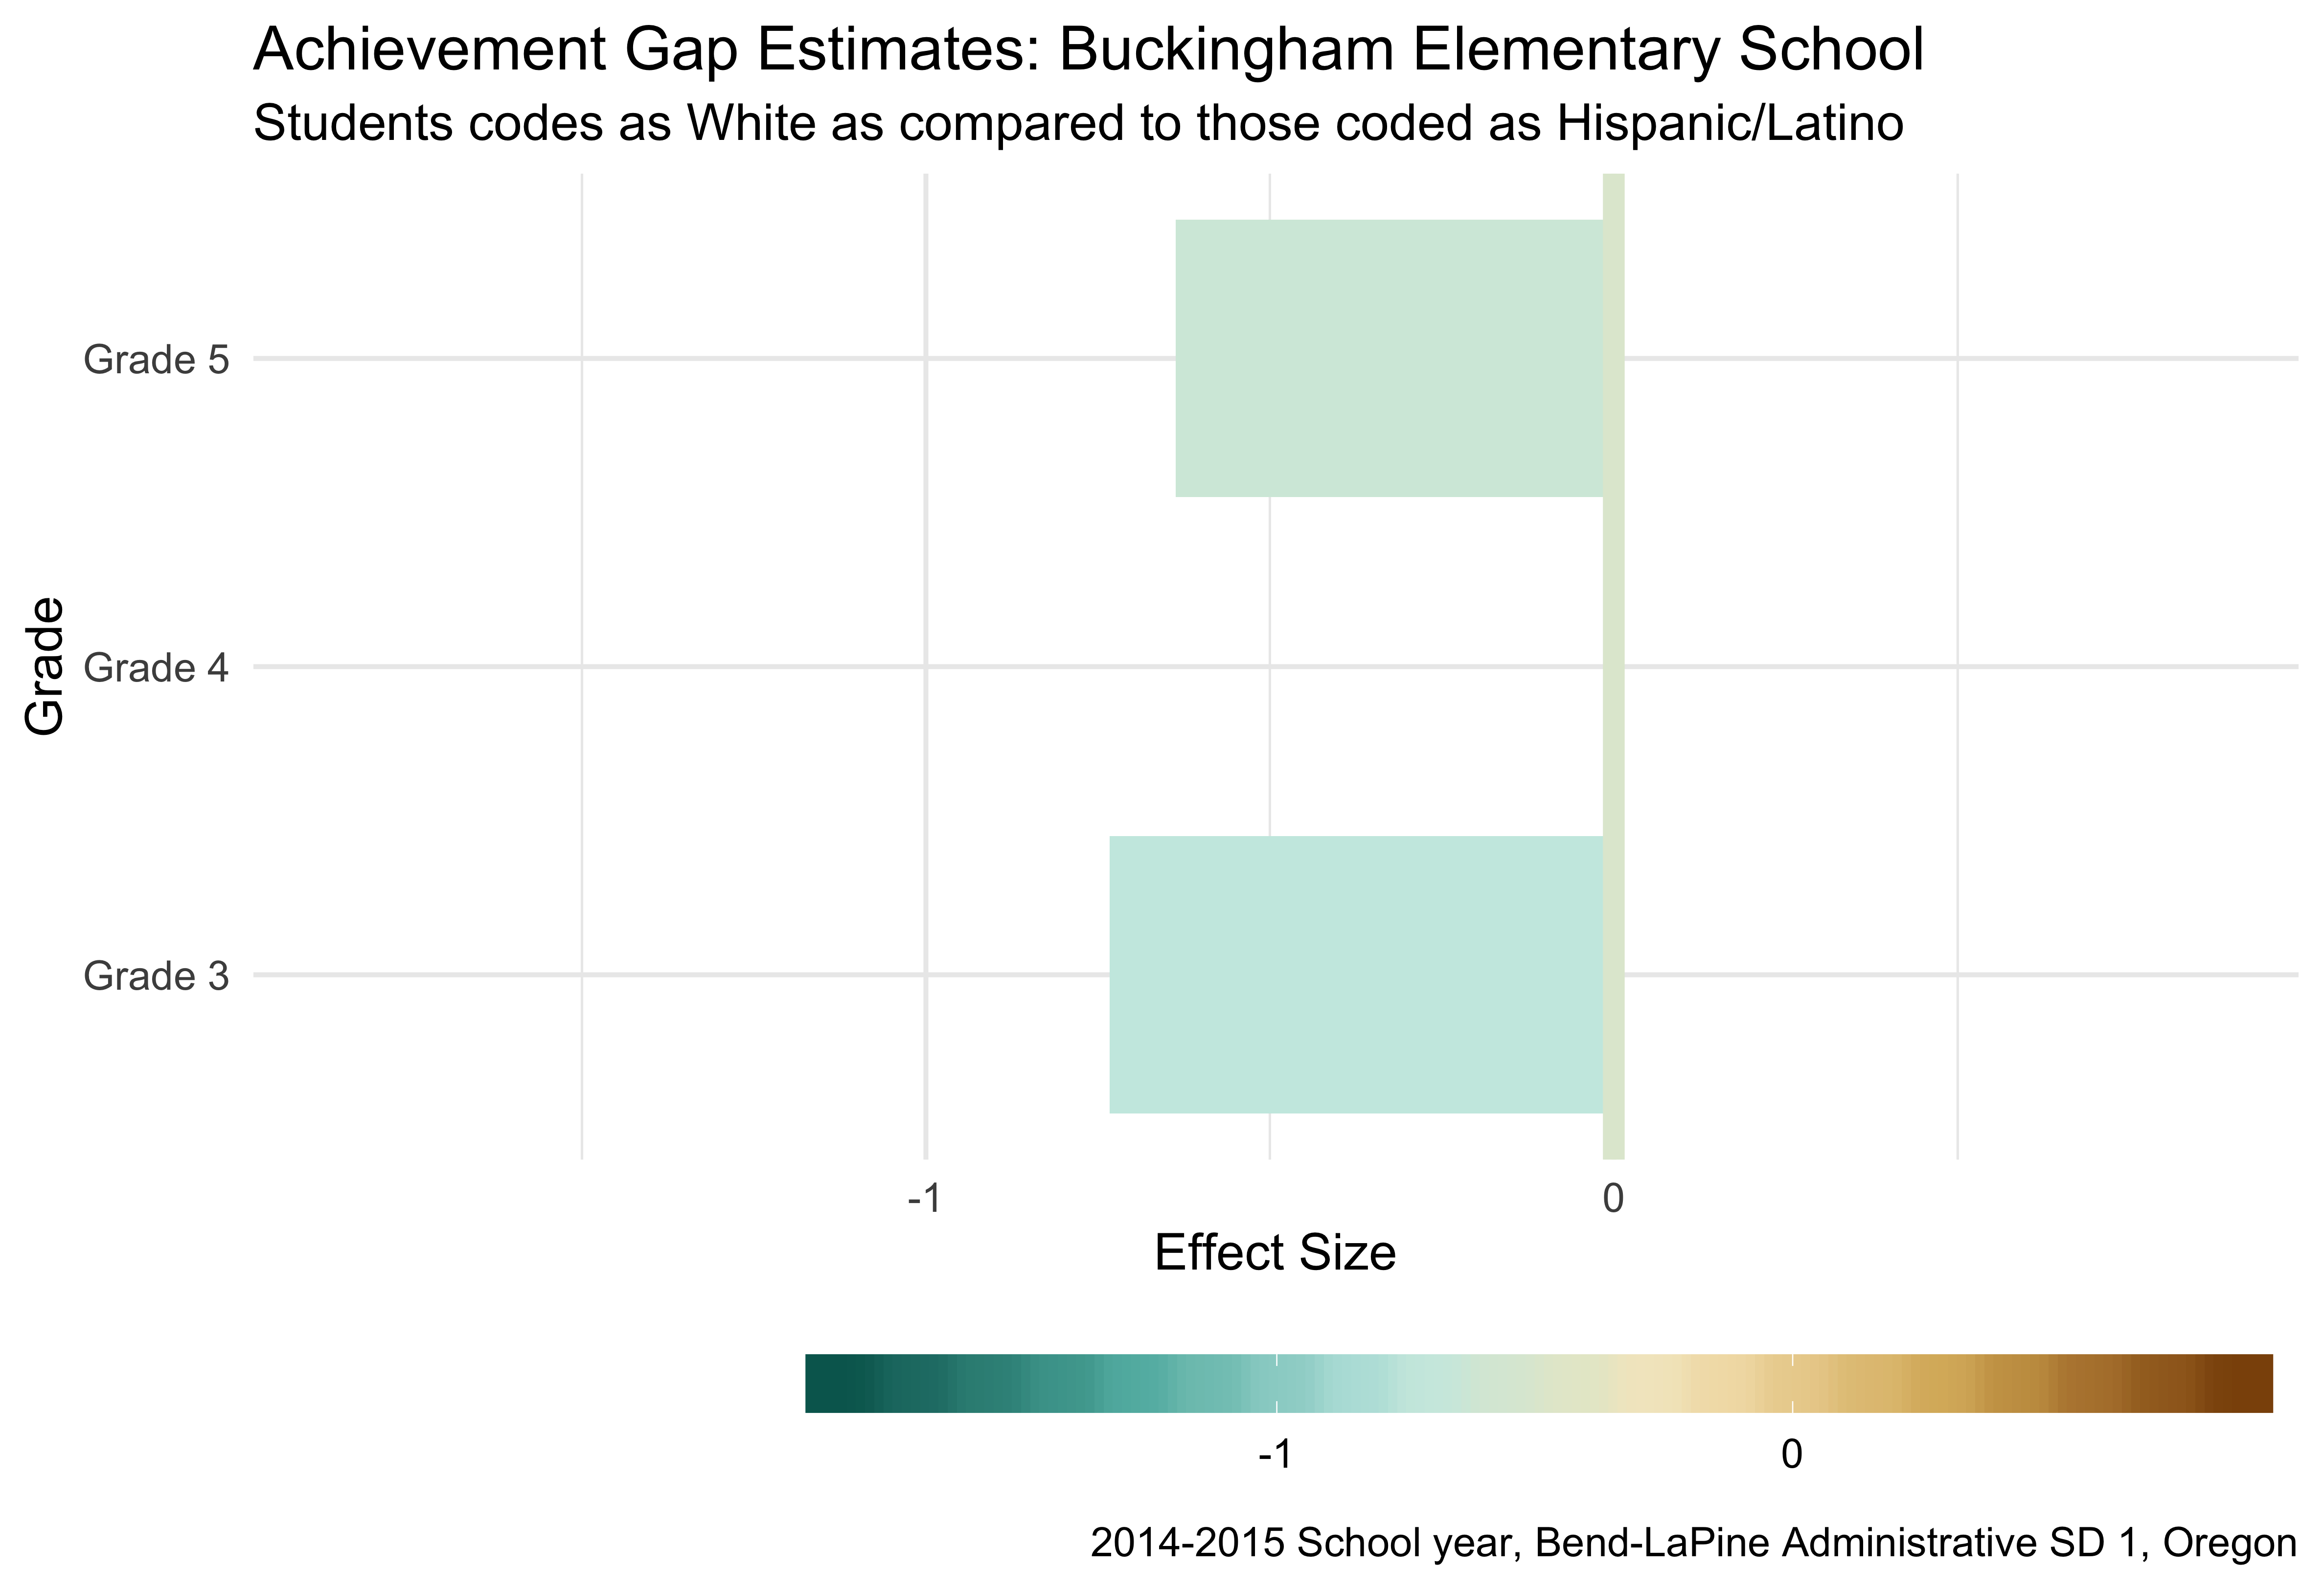 Achievement Gap Estimates: Buckingham Elementary School
Students codes as White as compared to those coded as Hispanic/Latino
Grade
Grade 5
Grade 4
Grade 3
-1 0
Effect Size
-1 0
2014-2015 School year, Bend-LaPine Administrative SD 1, Oregon